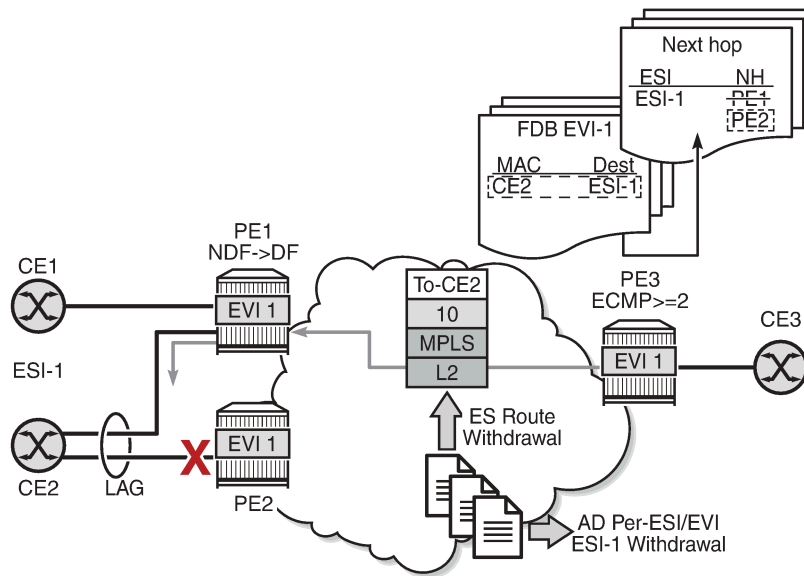 Next hop
ESI NH
ESI-1 PE1
PE2
FDB EVI-1
MAC Dest
CE2 ESI-1
PE1
NDF->DF
CE1
EVI 1
To-CE2
10
MPLS
L2
PE3
ECMP>=2
CE3
EVI 1
ESI-1
ES Route
Withdrawal
EVI 1
X
CE2
LAG
PE2
AD Per-ESI/EVI
ESI-1 Withdrawal